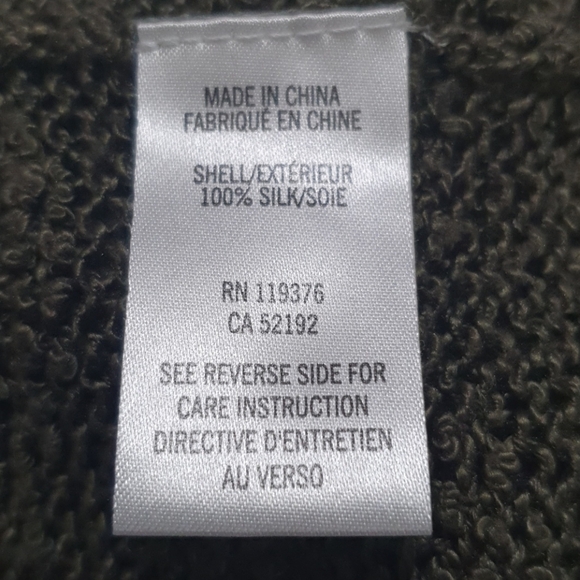 MADE IN CHINA
FABRIQUÉ EN CHINE
SHELL/EXTÉRIEUR
100% SILK/SOIE
RN 119376
CA 52192
SEE REVERSE SIDE FOR
CARE INSTRUCTION
DIRECTIVE D'ENTRETIEN
AU VERSO